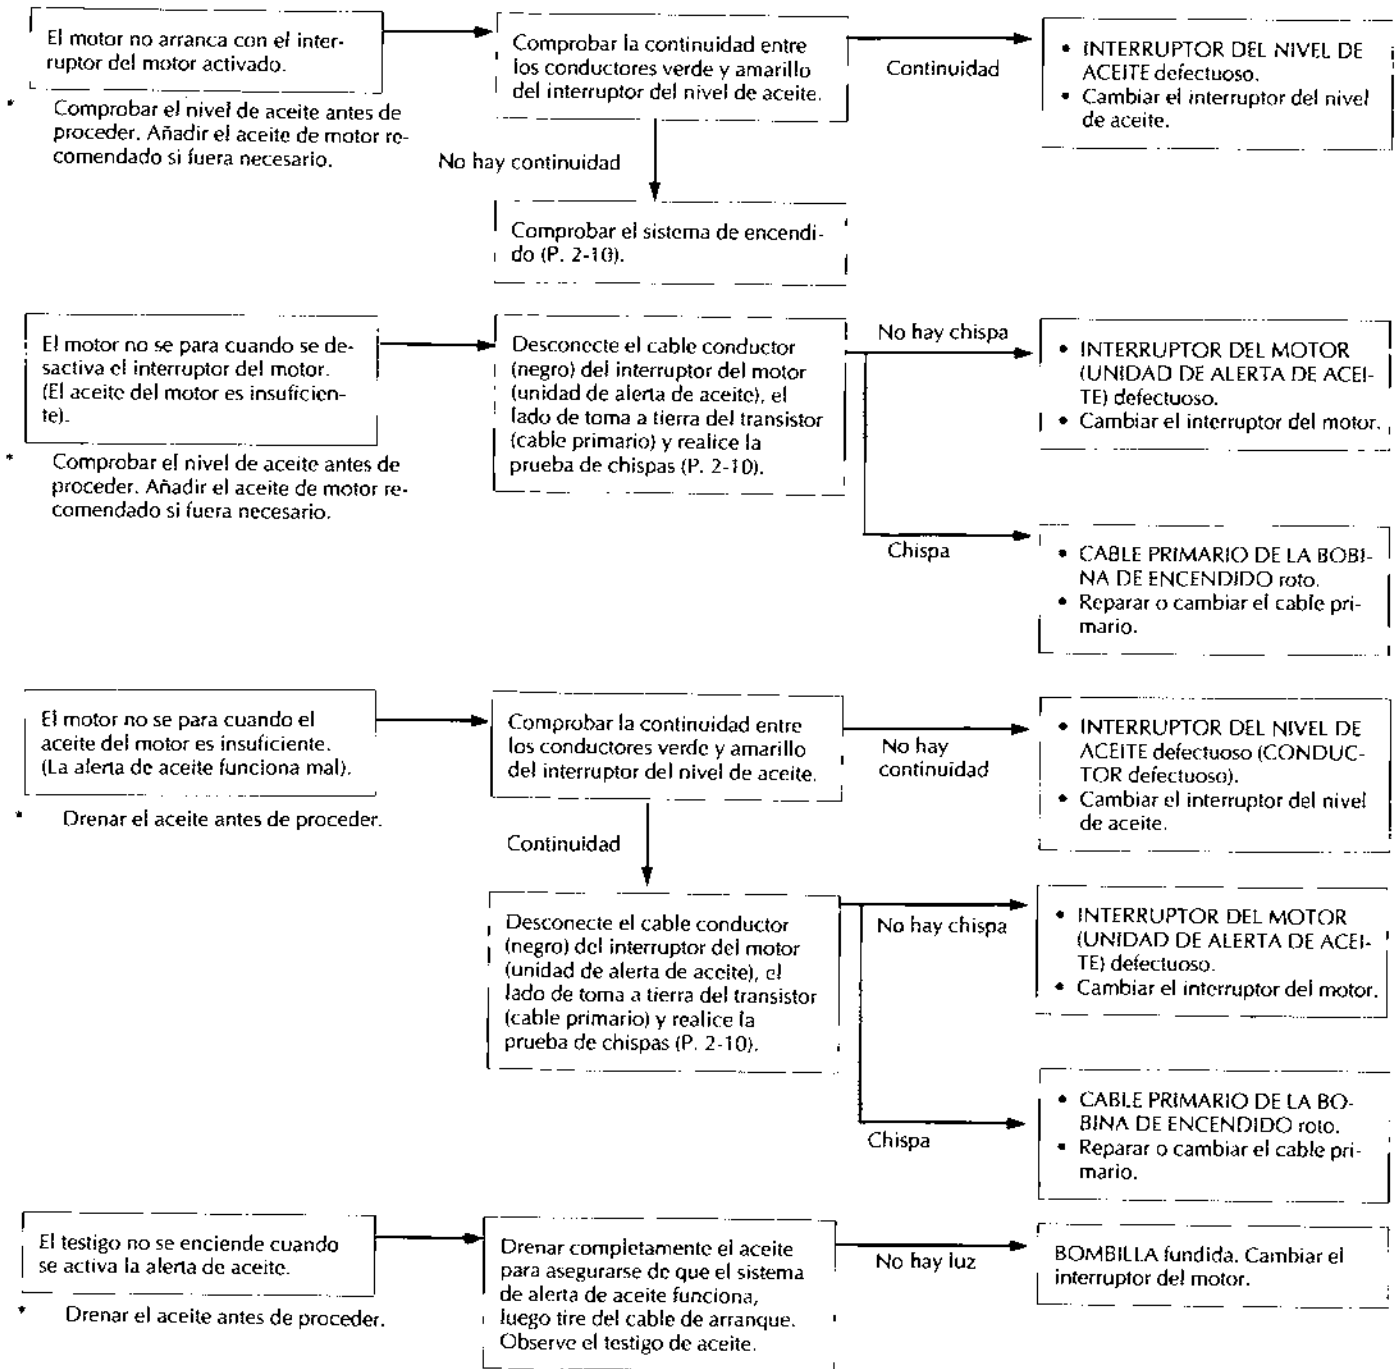 El motor no arranca con el inter-
ruptor del motor activado.
* Comprobar el nivel de aceite antes de
proceder. Añadir el aceite de motor re-
comendado si fuera necesario.
Comprobar la continuidad entre
los conductores verde y amarillo
del interruptor del nivel de aceite.
Continuidad
• INTERRUPTOR DEL NIVEL DE
ACEITE defectuoso.
• Cambiar el interruptor del nivel
de aceite.
No hay continuidad
Comprobar el sistema de encendi-
do (P. 2-10).
El motor no se para cuando se de-
sactiva el interruptor del motor.
(El aceite del motor es insuficien-
te).
* Comprobar el nivel de aceite antes de
proceder. Añadir el aceite de motor re-
comendado si fuera necesario.
Desconecte el cable conductor
(negro) del interruptor del motor
(unidad de alerta de aceite), el
lado de toma a tierra del transistor
(cable primario) y realice la
prueba de chispas (P. 2-10).
No hay chispa
• INTERRUPTOR DEL MOTOR
(UNIDAD DE ALERTA DE ACEI-
TE) defectuoso.
• Cambiar el interruptor del motor.
Chispa
• CABLE PRIMARIO DE LA BOBI-
NA DE ENCENDIDO roto.
• Reparar o cambiar el cable pri-
mario.
El motor no se para cuando el
aceite del motor es insuficiente.
(La alerta de aceite funciona mal).
* Drenar el aceite antes de proceder.
Comprobar la continuidad entre
los conductores verde y amarillo
del interruptor del nivel de aceite.
No hay
continuidad
• INTERRUPTOR DEL NIVEL DE
ACEITE defectuoso (CONDUC-
TOR defectuoso).
• Cambiar el interruptor del nivel
de aceite.
Continuidad
Desconecte el cable conductor
(negro) del interruptor del motor
(unidad de alerta de aceite), el
lado de toma a tierra del transistor
(cable primario) y realice la
prueba de chispas (P. 2-10).
No hay chispa
• INTERRUPTOR DEL MOTOR
(UNIDAD DE ALERTA DE ACEI-
TE) defectuoso.
• Cambiar el interruptor del motor.
Chispa
• CABLE PRIMARIO DE LA BO-
BINA DE ENCENDIDO roto.
• Reparar o cambiar el cable pri-
mario.
El testigo no se enciende cuando
se activa la alerta de aceite.
* Drenar el aceite antes de proceder.
Drenar completamente el aceite
para asegurarse de que el sistema
de alerta de aceite funciona,
luego tire del cable de arranque.
Observe el testigo de aceite.
No hay luz
BOMBILLA fundida. Cambiar el
interruptor del motor.